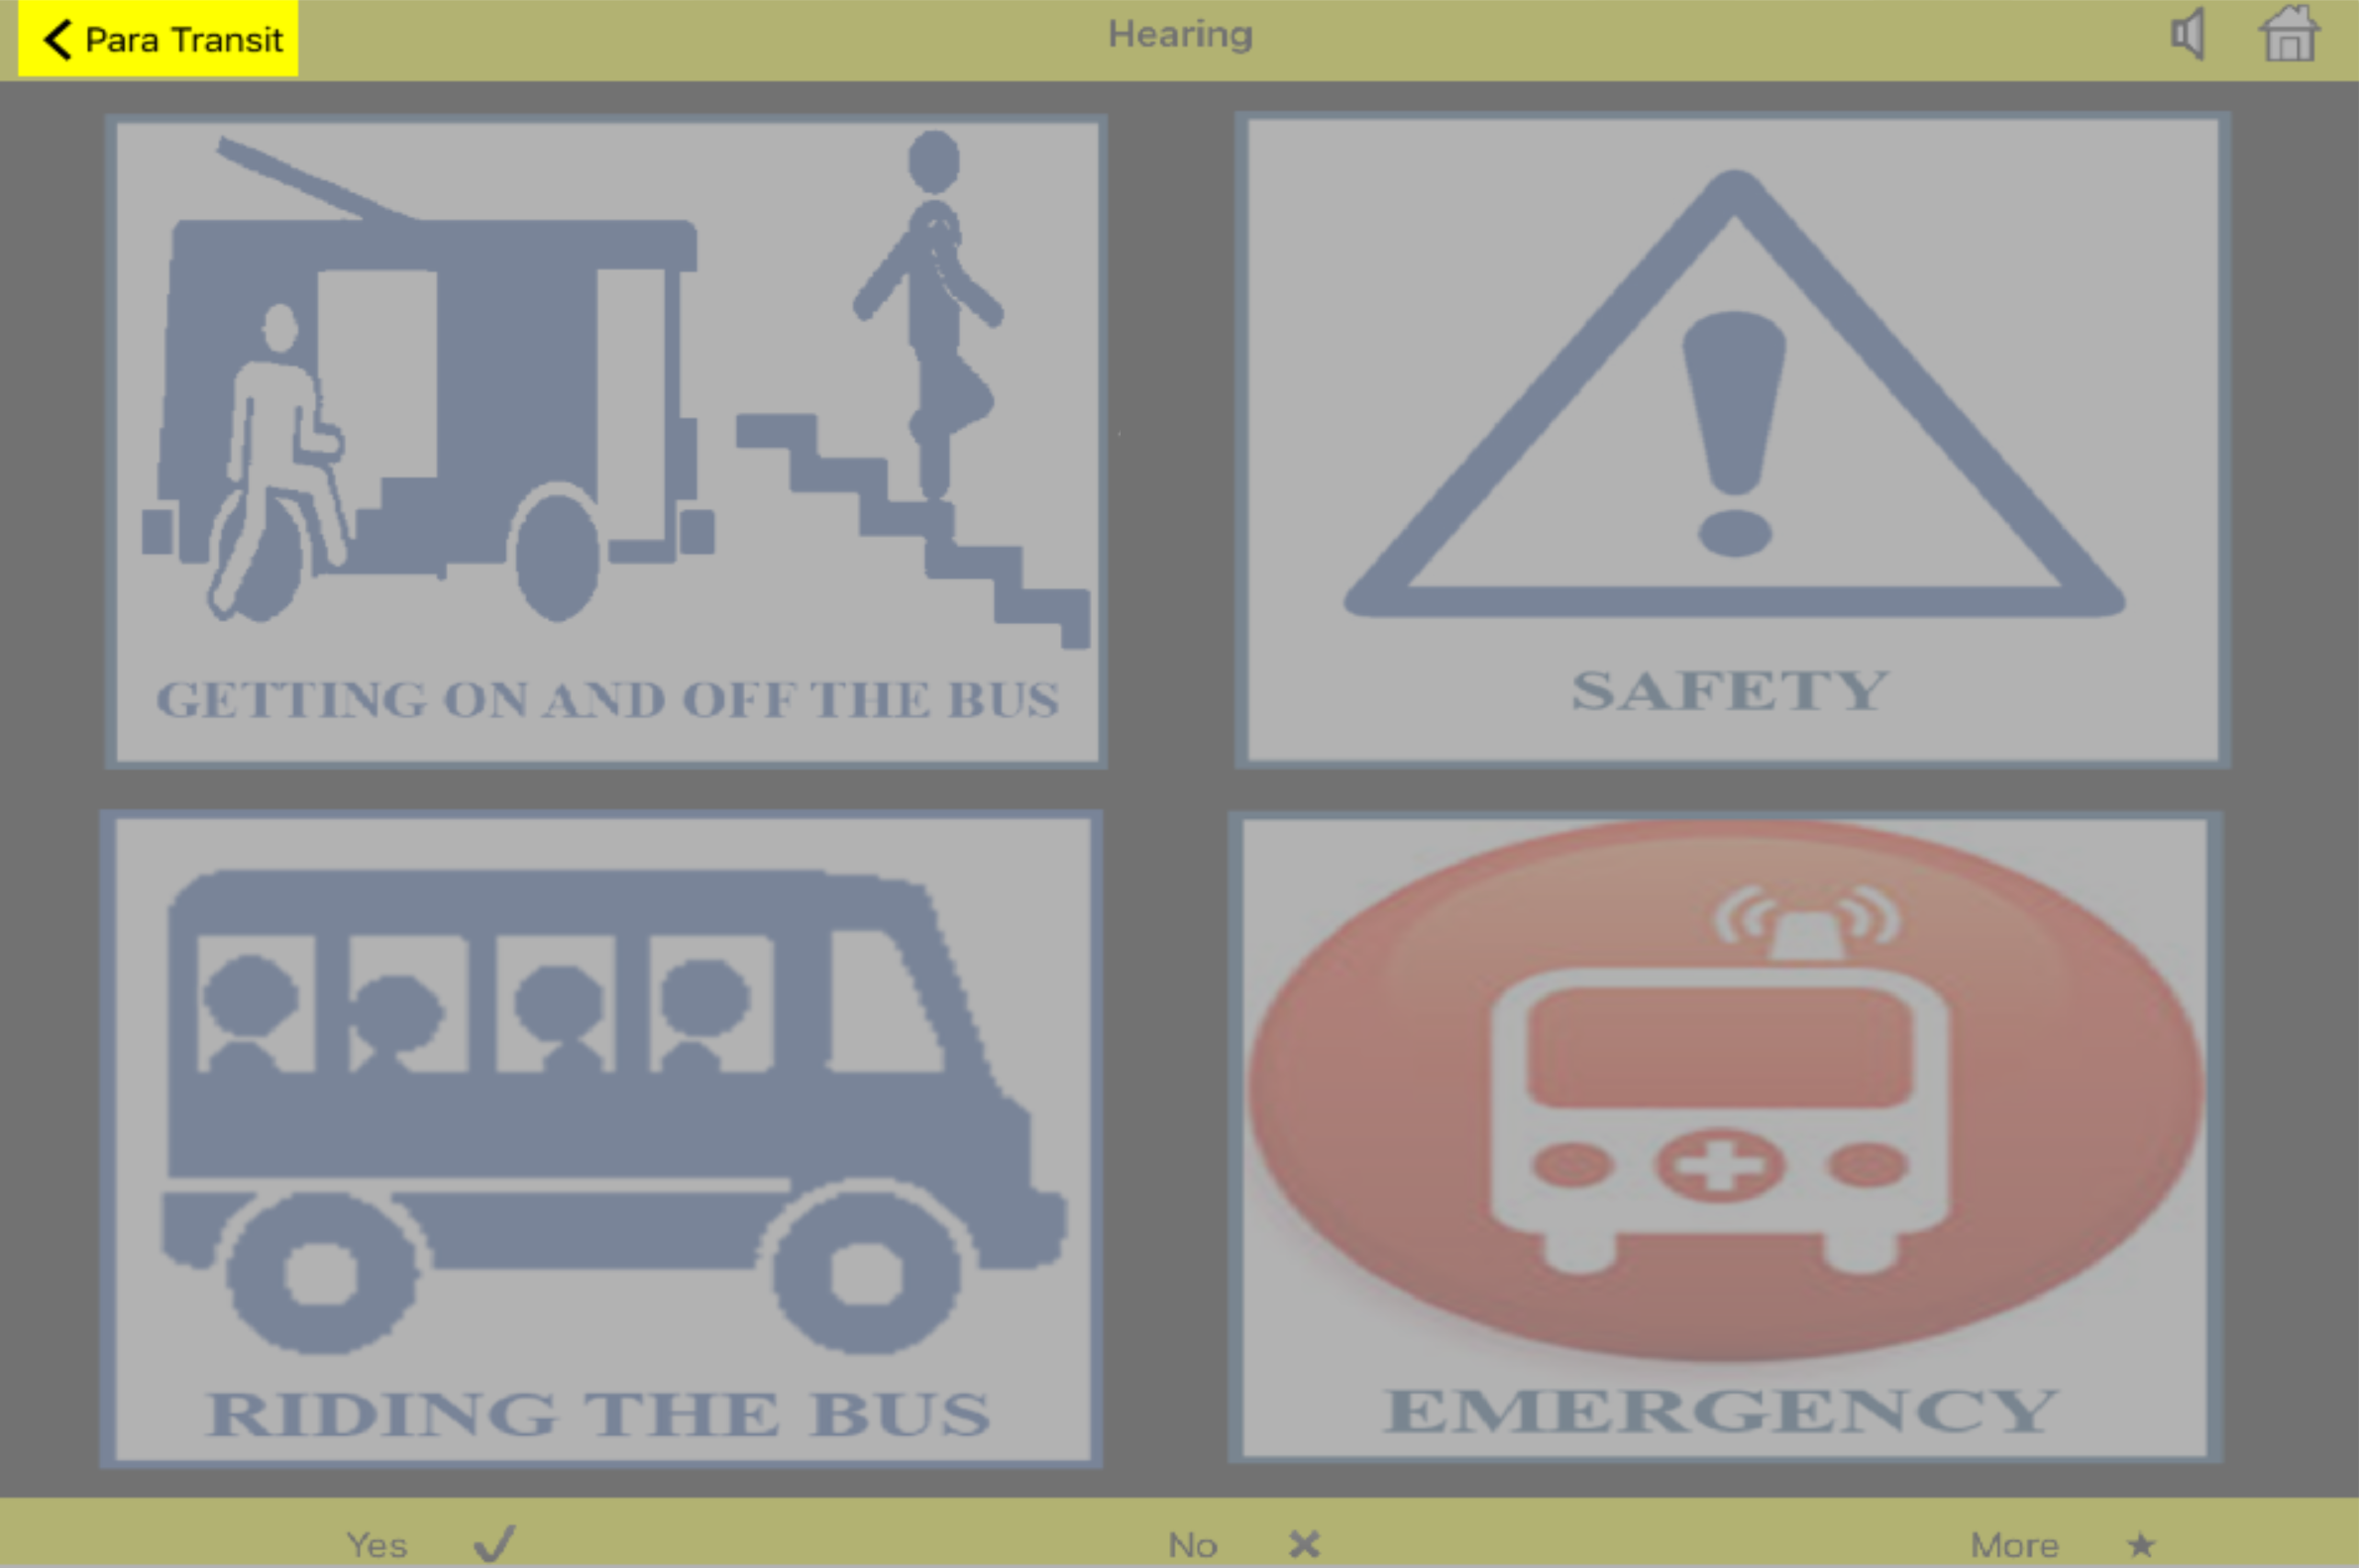 Para Transit
Hearing
GETTING ON AND OFF THE BUS
SAFETY
RIDING THE BUS
EMERGENCY
Yes
No
More